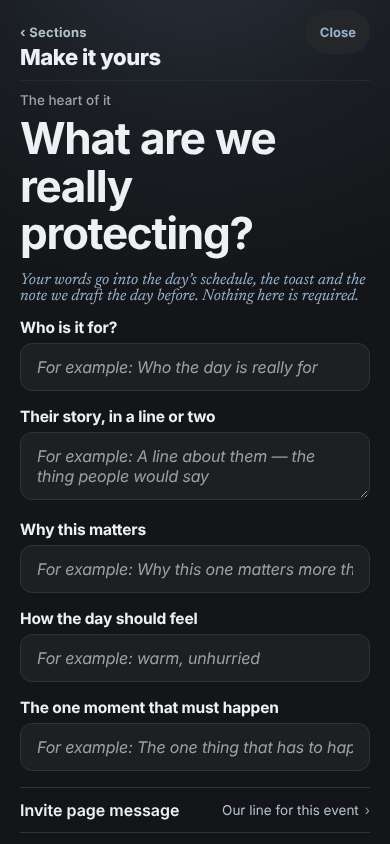 ‹ Sections
Close
Make it yours
The heart of it
What are we
really
protecting?
Your words go into the day's schedule, the toast and the
note we draft the day before. Nothing here is required.
Who is it for?
For example: Who the day is really for
Their story, in a line or two
For example: A line about them — the
thing people would say
Why this matters
For example: Why this one matters more th
How the day should feel
For example: warm, unhurried
The one moment that must happen
For example: The one thing that has to hap
Invite page message
Our line for this event ›